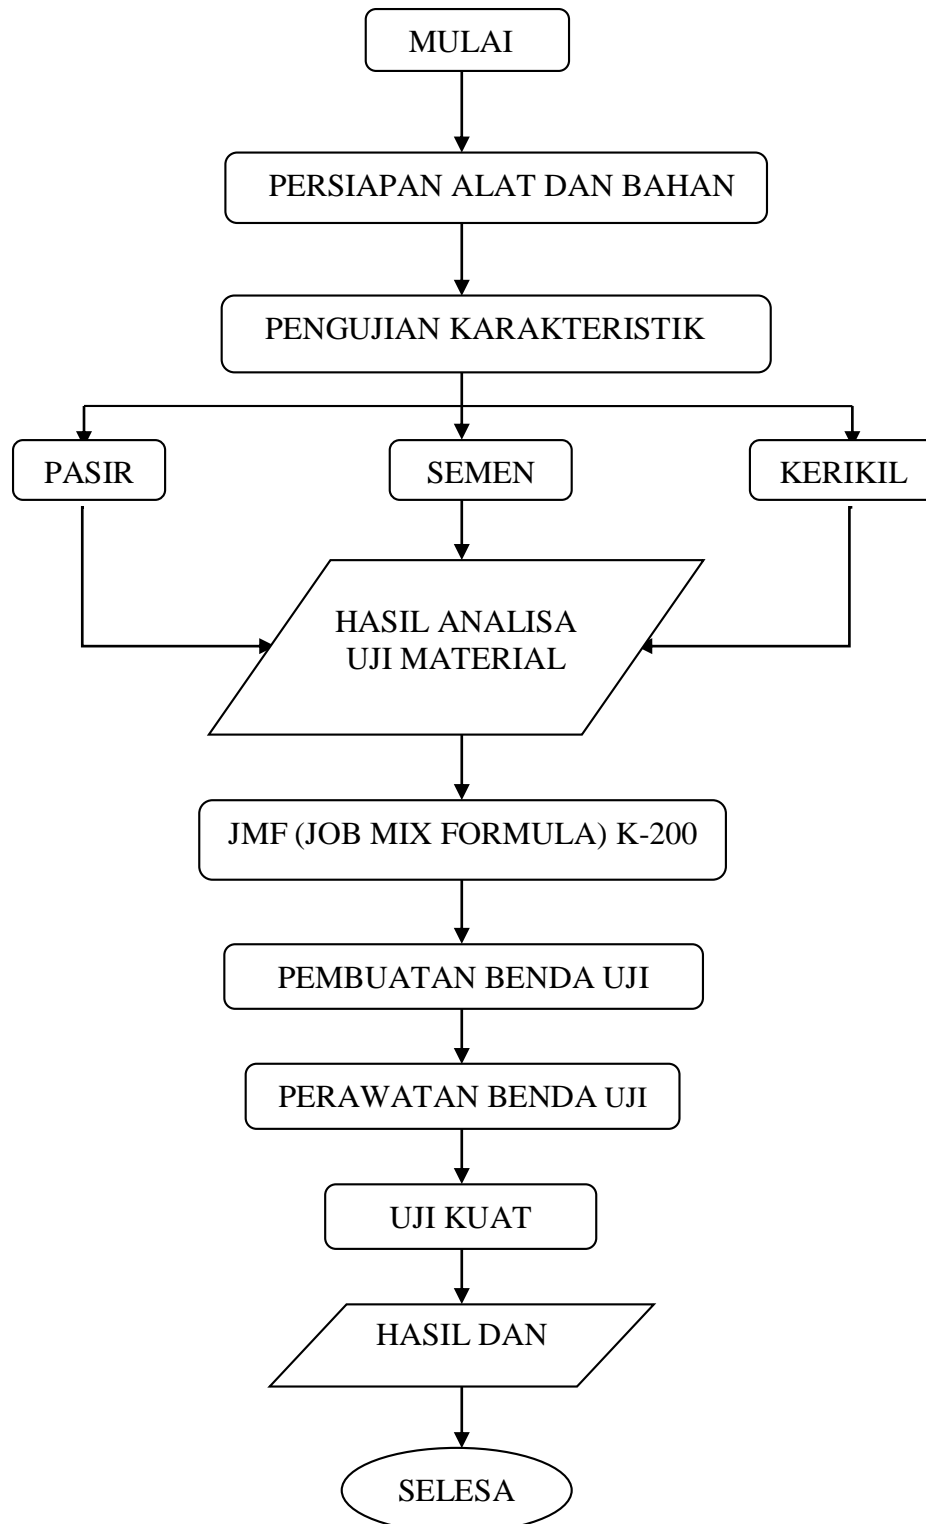 MULAI
PERSIAPAN ALAT DAN BAHAN
PENGUJIAN KARAKTERISTIK
PASIR
SEMEN
KERIKIL
HASIL ANALISA
UJI MATERIAL
JMF (JOB MIX FORMULA) K-200
PEMBUATAN BENDA UJI
PERAWATAN BENDA UJI
UJI KUAT
HASIL DAN
SELESA